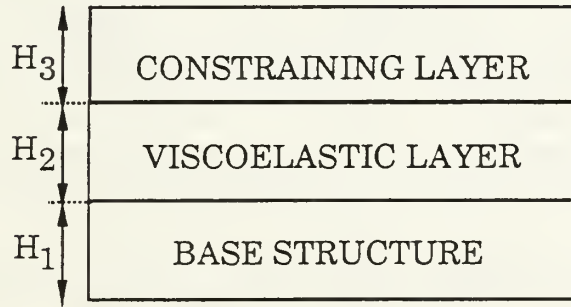 H3 CONSTRAINING LAYER
H2 VISCOELASTIC LAYER
H1 BASE STRUCTURE